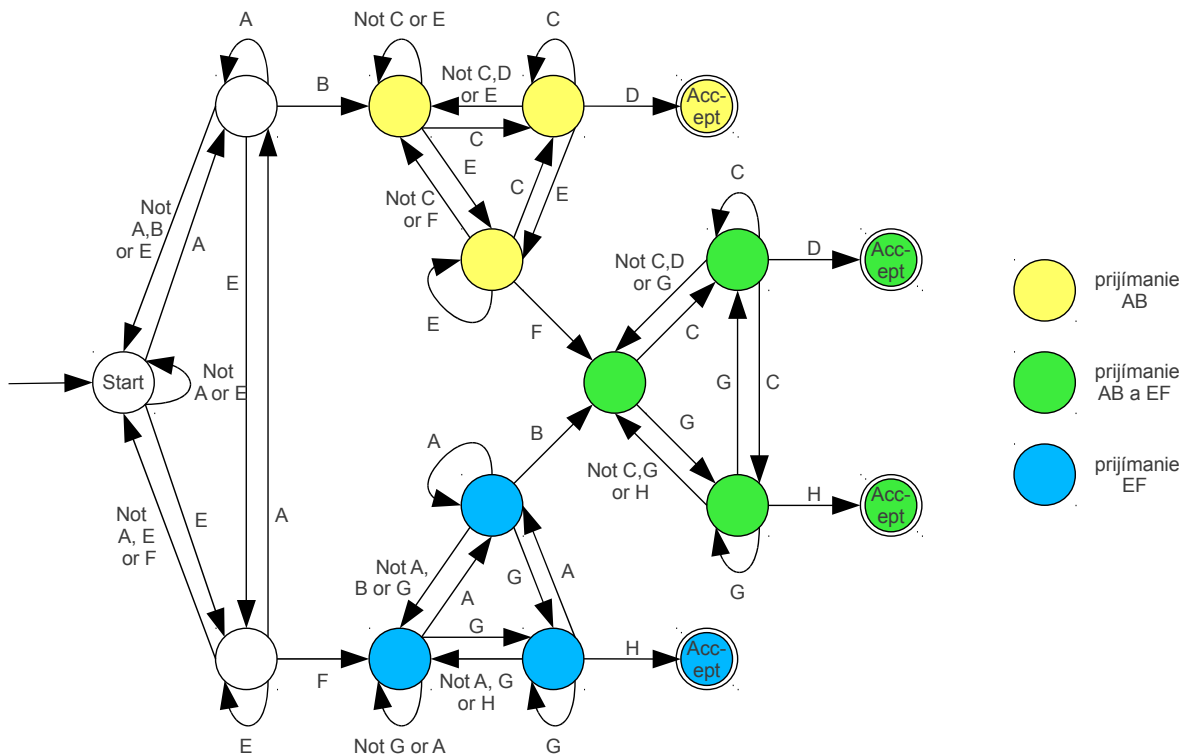 A
Not C or E
C
B
Not C,D
or E
D
Acc-
ept
C
E
Not C
or F
C
E
C
Not
A,B
or E
A
E
Not C,D
or G
D
Acc-
ept
prijímanie
AB
E
F
C
Start
Not
A or E
G
C
prijímanie
AB a EF
A
B
G
Not C,G
or H
H
Acc-
ept
prijímanie
EF
Not
A, E
or F
E
A
Not A,
B or G
A
G
A
G
G
F
Not A, G
or H
H
Acc-
ept
E
Not G or A
G